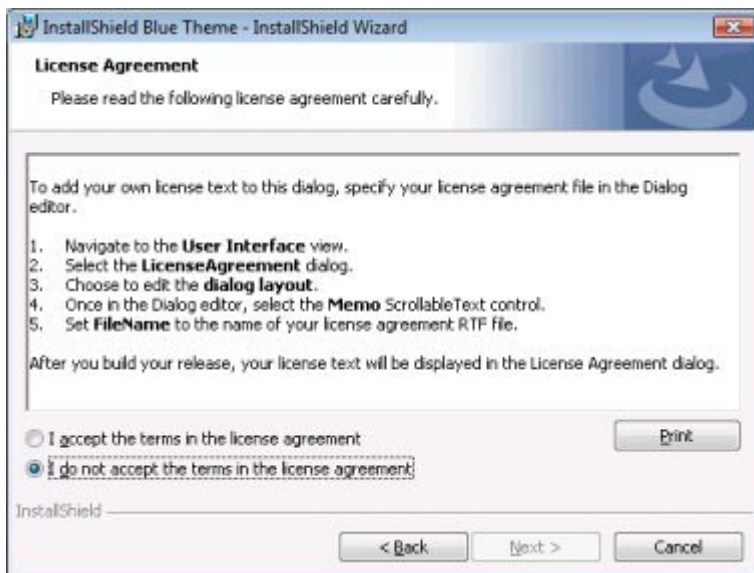 InstallShield Blue Theme - InstallShield Wizard
License Agreement
Please read the following license agreement carefully.
To add your own license text to this dialog, specify your license agreement file in the Dialog
editor.
1. Navigate to the User Interface view.
2. Select the LicenseAgreement dialog.
3. Choose to edit the dialog layout.
4. Once in the Dialog editor, select the Memo ScrollableText control.
5. Set FileName to the name of your license agreement RTF file.
After you build your release, your license text will be displayed in the License Agreement dialog.
I accept the terms in the license agreement
Print
I do not accept the terms in the license agreement
InstallShield
< Back Next > Cancel